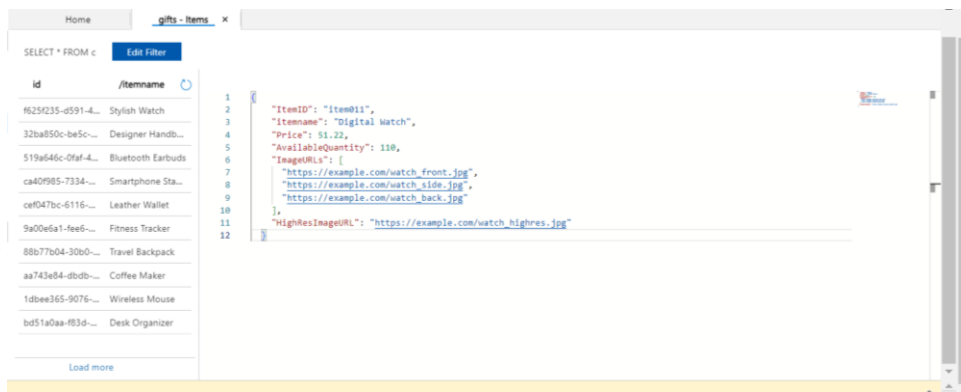 Home
gifts - Items ×
SELECT * FROM c
Edit Filter
id /itemname
f625f235-d591-4... Stylish Watch
32ba850c-be5c-... Designer Handb...
519a646c-0faf-4... Bluetooth Earbuds
ca40f985-7334-... Smartphone Sta...
cef047bc-6116-... Leather Wallet
9a00e6a1-fee6-... Fitness Tracker
88b77b04-30b0-... Travel Backpack
aa743e84-dbdb-... Coffee Maker
1dbee365-9076-... Wireless Mouse
bd51a0aa-f83d-... Desk Organizer
Load more
1 {
2 "ItemID": "item011",
3 "itemname": "Digital Watch",
4 "Price": 51.22,
5 "AvailableQuantity": 110,
6 "ImageURLs": [
7 "https://example.com/watch_front.jpg",
8 "https://example.com/watch_side.jpg",
9 "https://example.com/watch_back.jpg"
10 ],
11 "HighResImageURL": "https://example.com/watch_highres.jpg"
12 }